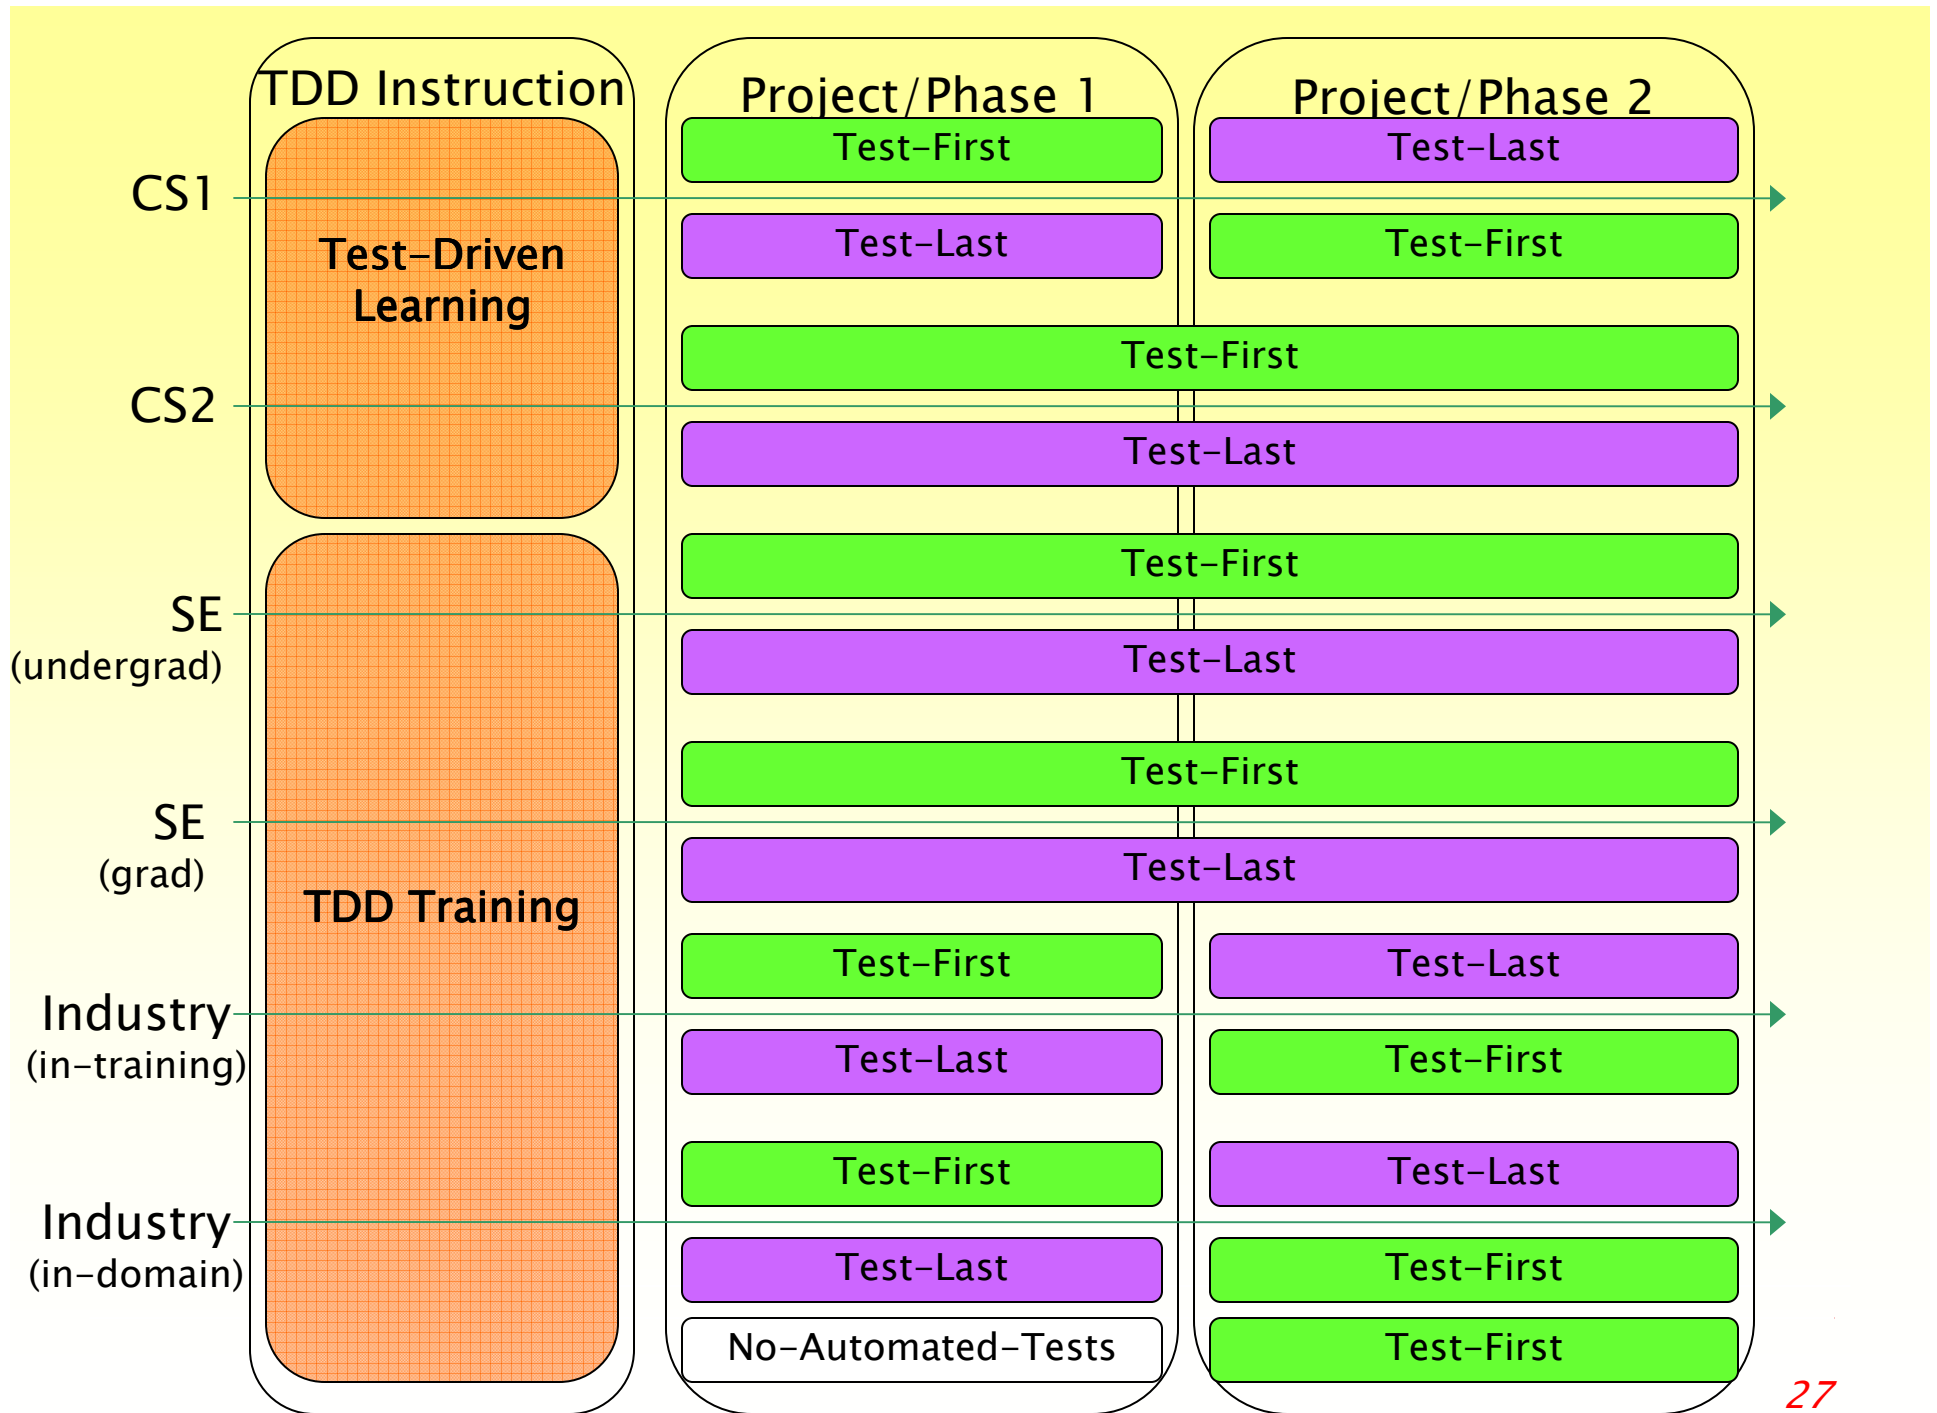 TDD Instruction
Project/Phase 1
Project/Phase 2
CS1
Test-Driven
Learning
Test-First
Test-Last
Test-Last
Test-First
CS2
Test-First
Test-Last
SE
(undergrad)
Test-First
Test-Last
SE
(grad)
Test-First
Test-Last
TDD Training
Industry
(in-training)
Test-First
Test-Last
Test-Last
Test-First
Industry
(in-domain)
Test-First
Test-Last
Test-Last
Test-First
No-Automated-Tests
Test-First
27